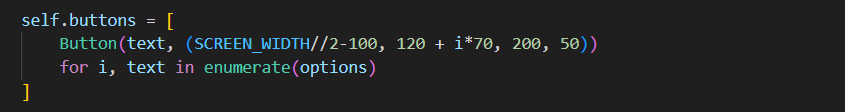 self.buttons = [
    Button(text, (SCREEN_WIDTH//2-100, 120 + i*70, 200, 50))
    for i, text in enumerate(options)
]